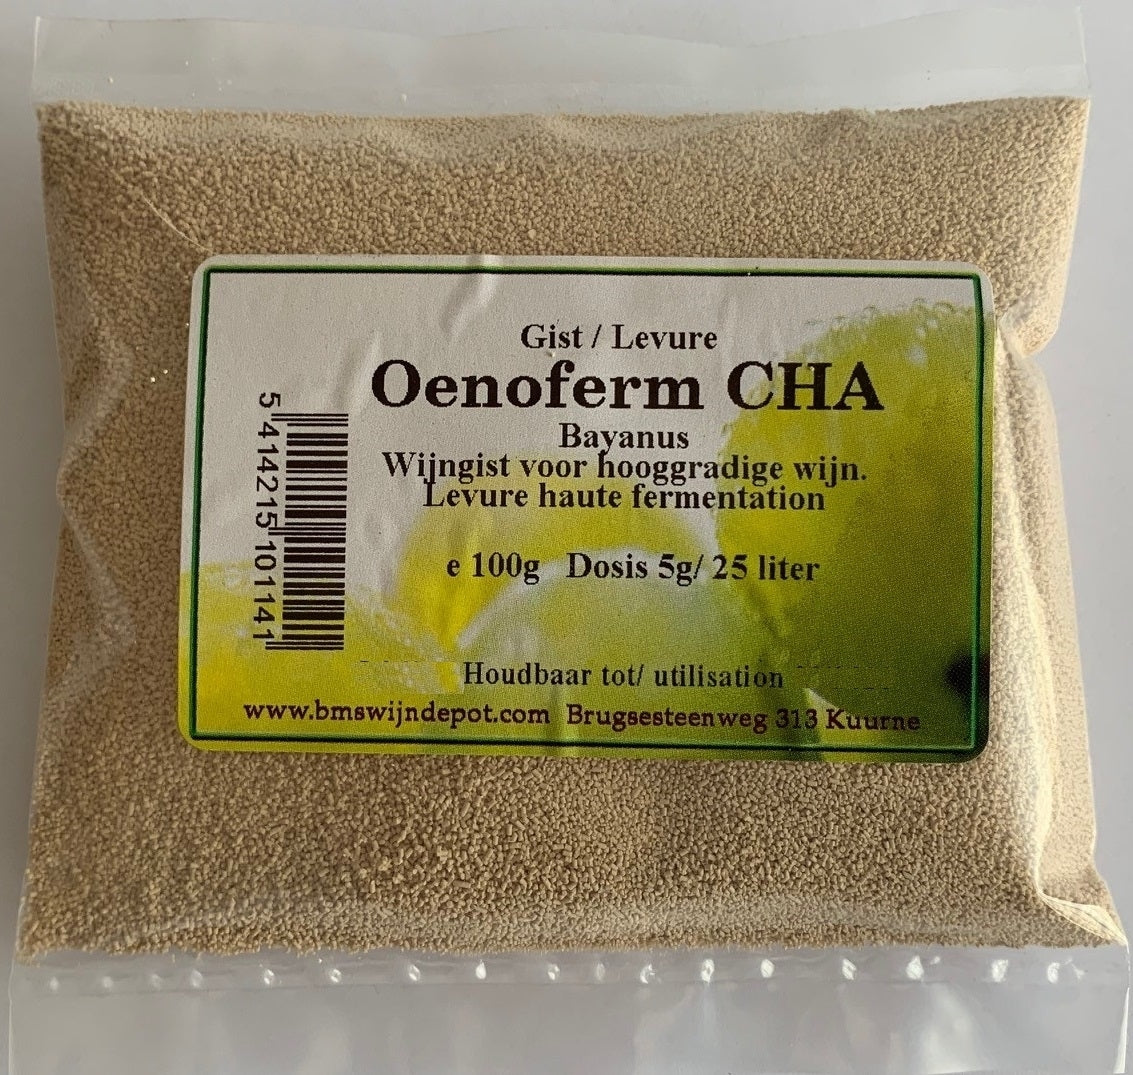 Gist / Levure
Oenoferm CHA
Bayanus
Wijngist voor hooggradige wijn.
Levure haute fermentation
e 100g Dosis 5g/ 25 liter
Houdbaar tot/ utilisation
www.bmswijndepot.com Brugsesteenweg 313 Kuurne
5 414215 101141